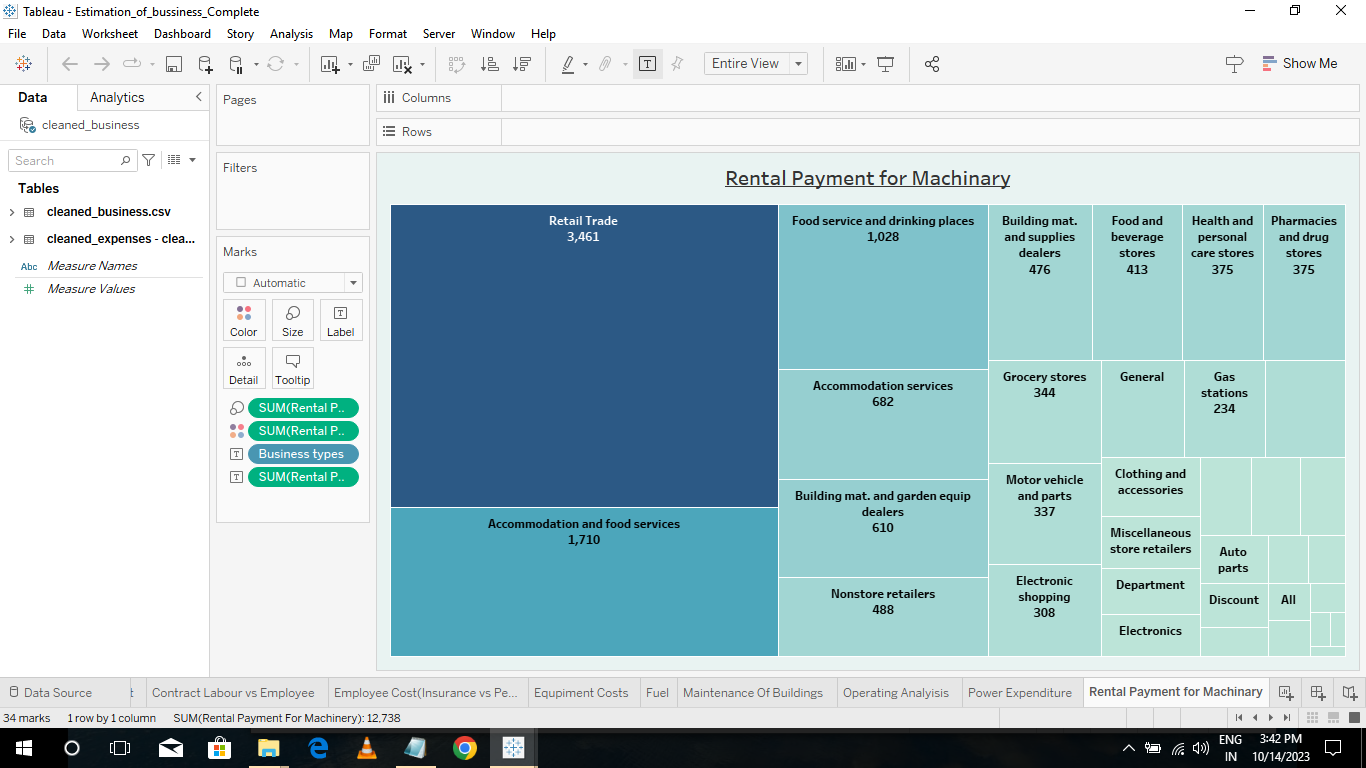 Tableau - Estimation_of_bussiness_Complete
File Data Worksheet Dashboard Story Analysis Map Format Server Window Help
Entire View
Show Me
Data Analytics
cleaned_business
Search
Tables
cleaned_business.csv
cleaned_expenses - clea...
Abc Measure Names
Measure Values
Pages
Filters
Marks
Automatic
Color Size Label
Detail Tooltip
SUM(Rental P..
SUM(Rental P..
Business types
SUM(Rental P..
Columns
Rows
Rental Payment for Machinary
Retail Trade
3,461
Accommodation and food services
1,710
Food service and drinking places
1,028
Accommodation services
682
Building mat. and garden equip
dealers
610
Nonstore retailers
488
Building mat.
and supplies
dealers
476
Food and
beverage
stores
413
Health and
personal
care stores
375
Pharmacies
and drug
stores
375
Grocery stores
344
General
Gas
stations
234
Motor vehicle
and parts
337
Electronic
shopping
308
Clothing and
accessories
Miscellaneous
store retailers
Department
Electronics
Auto
parts
Discount
All
Data Source
t
Contract Labour vs Employee
Employee Cost(Insurance vs Pe...
Equpiment Costs
Fuel
Maintenance Of Buildings
Operating Analyisis
Power Expenditure
Rental Payment for Machinary
34 marks 1 row by 1 column SUM(Rental Payment For Machinery): 12,738
ENG
IN
3:42 PM
10/14/2023